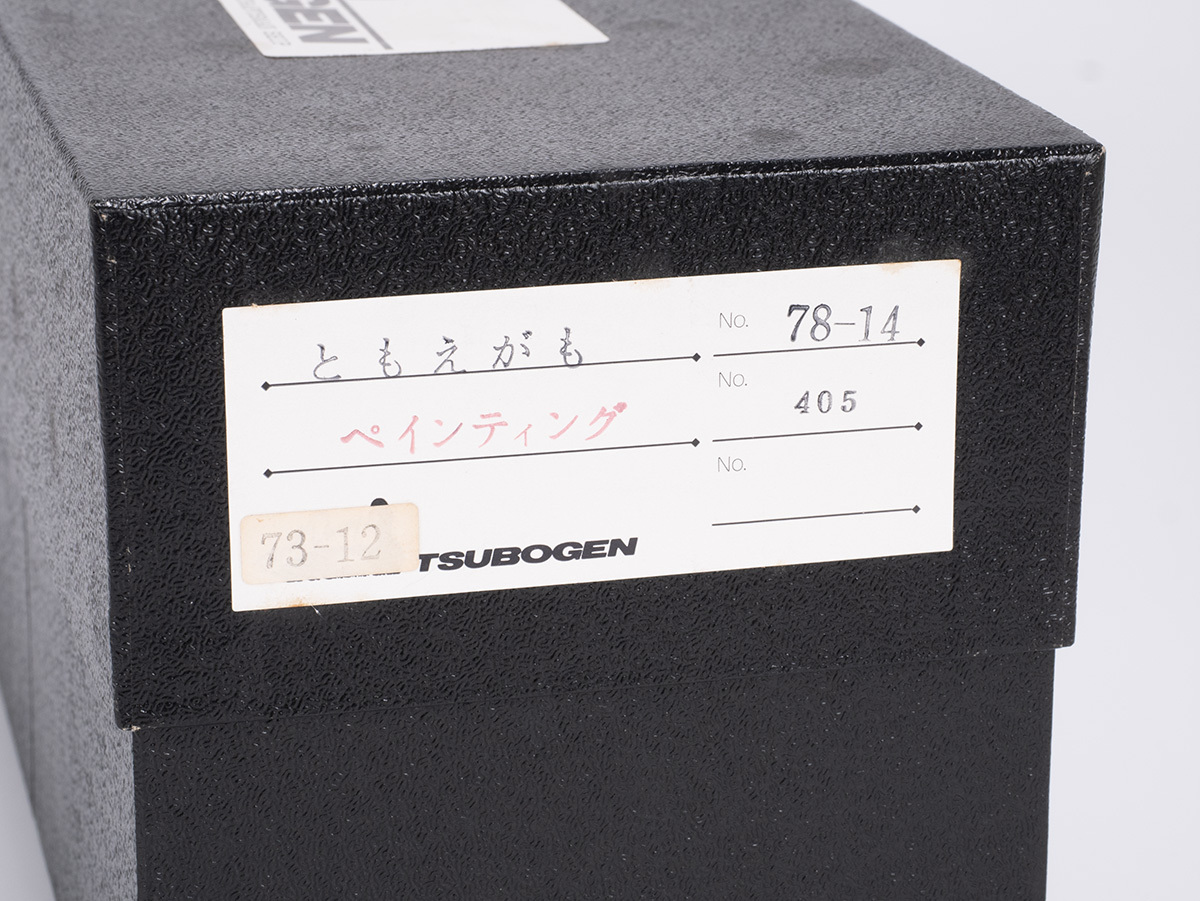 GEN
ともえがも
No. 78-14
ペインティング
No. 405
No.
73-12
TSUBOGEN